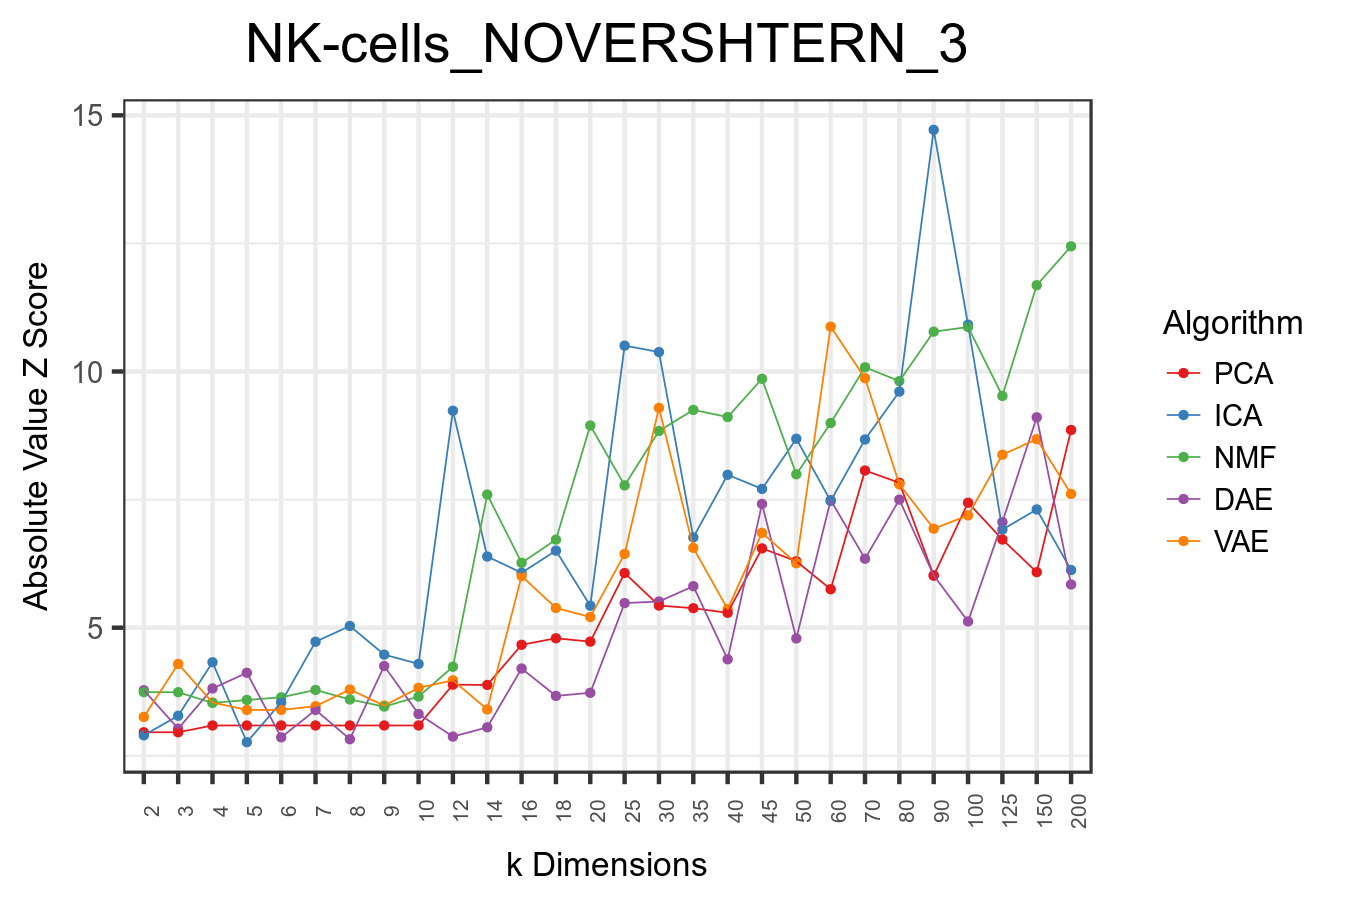 NK-cells_NOVERSHTERN_3
Absolute Value Z Score
15
10
5
2 3 4 5 6 7 8 9 10 12 14 16 18 20 25 30 35 40 45 50 60 70 80 90 100 125 150 200
k Dimensions
Algorithm
PCA
ICA
NMF
DAE
VAE